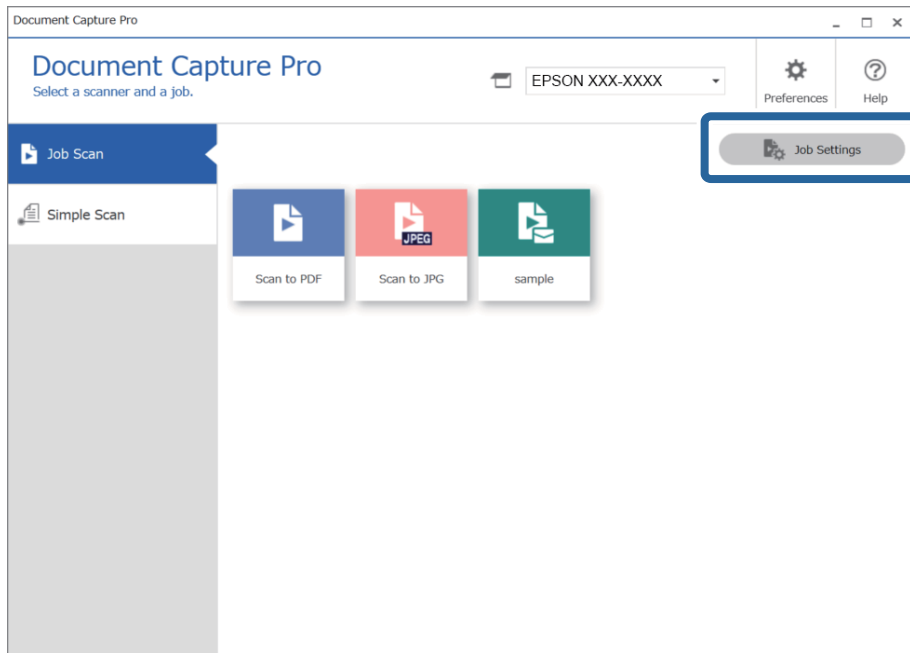 Document Capture Pro
Document Capture Pro
Select a scanner and a job.
EPSON XXX-XXXX
Preferences
Help
Job Scan
Job Settings
Simple Scan
JPEG
Scan to PDF
Scan to JPG
sample